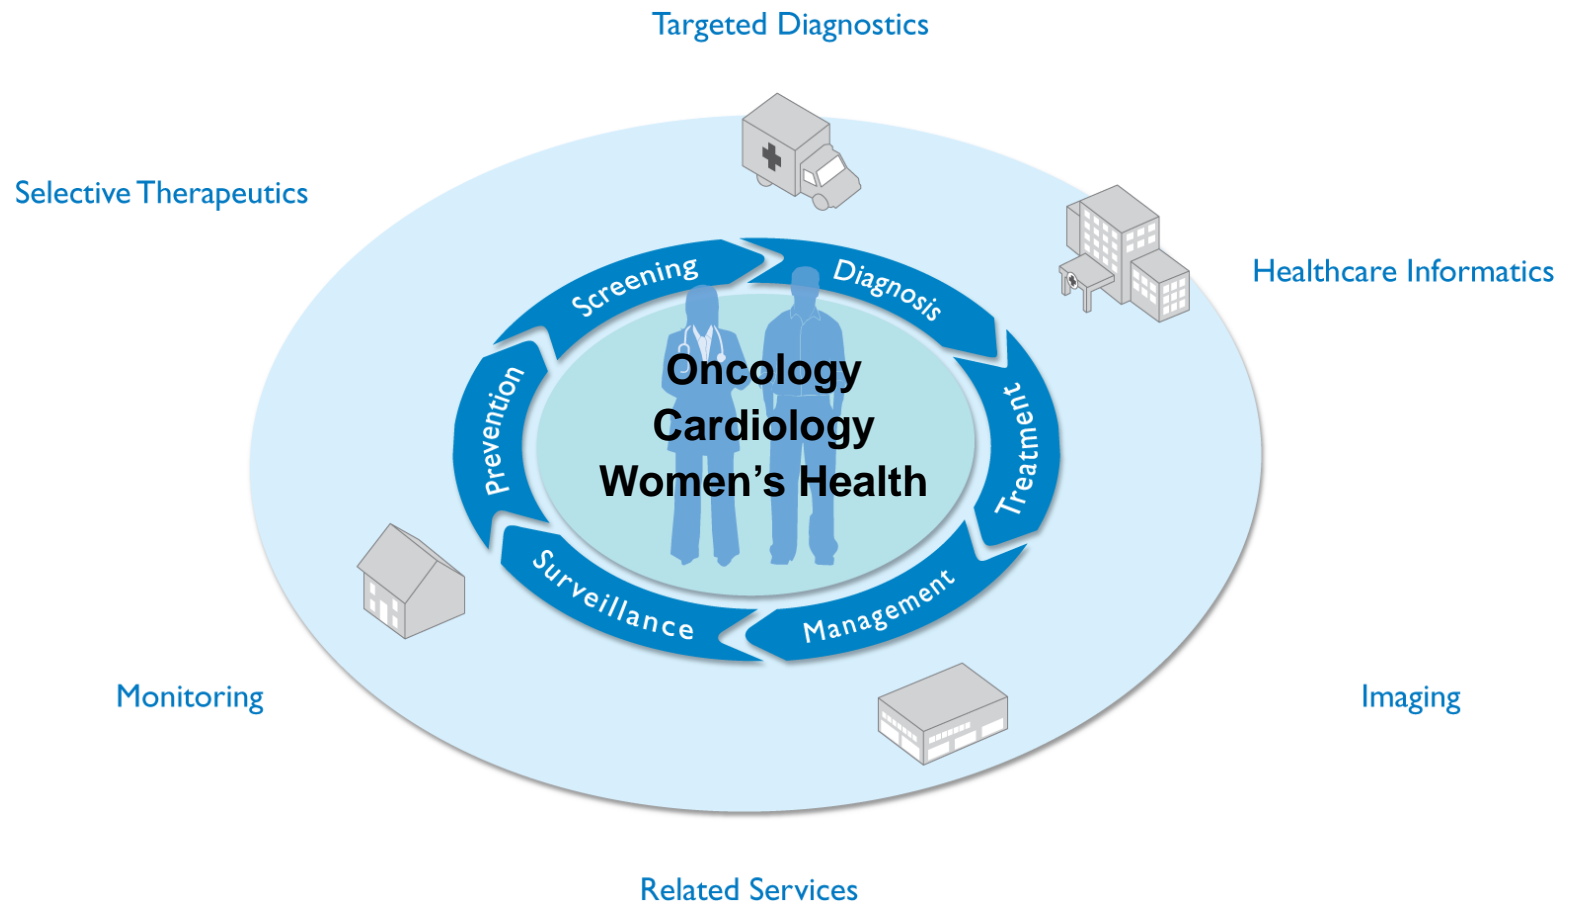 Targeted Diagnostics
Selective Therapeutics
Healthcare Informatics
Screening
Diagnosis
Prevention
Treatment
Oncology
Cardiology
Women’s Health
Surveillance
Management
Monitoring
Imaging
Related Services